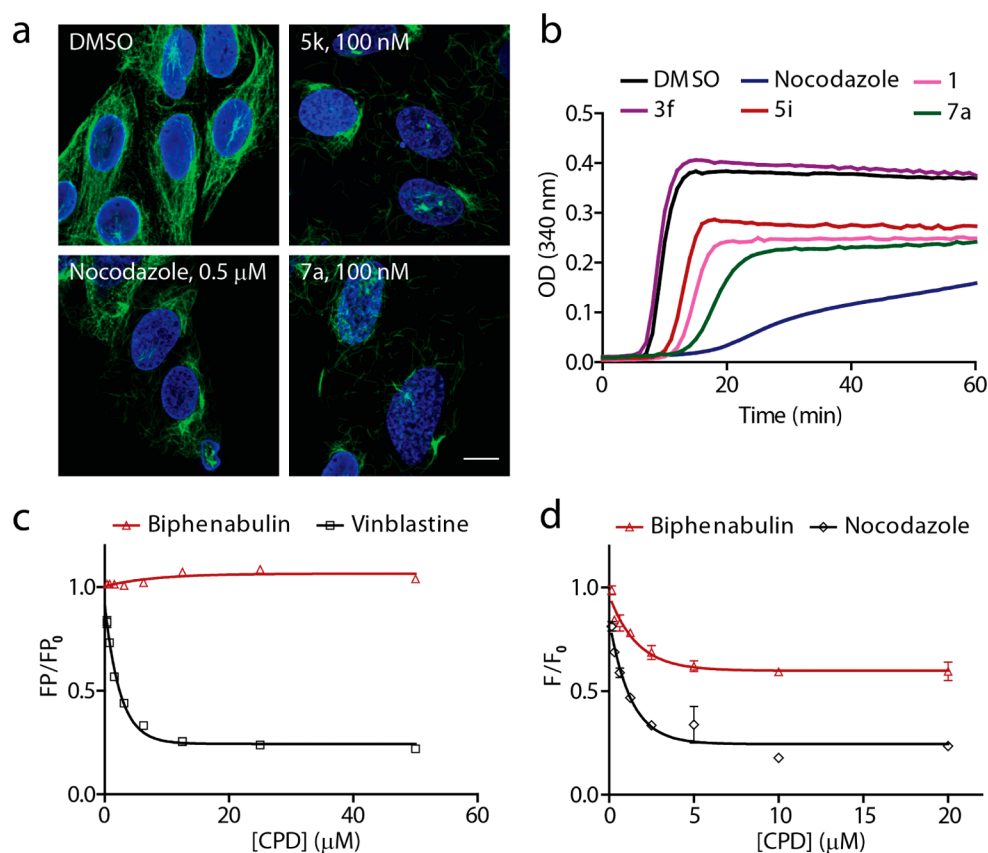 a
DMSO
5k, 100 nM
Nocodazole, 0.5 μM
7a, 100 nM
b
DMSO Nocodazole 1
3f 5i 7a
OD (340 nm)
0.4
0.3
0.2
0.1
0.0
0 20 40 60
Time (min)
c
Biphenabulin Vinblastine
FP/FP0
1.0
0.5
0.0
0 20 40 60
[CPD] (μM)
d
Biphenabulin Nocodazole
F/F0
1.0
0.5
0.0
0 5 10 15 20
[CPD] (μM)